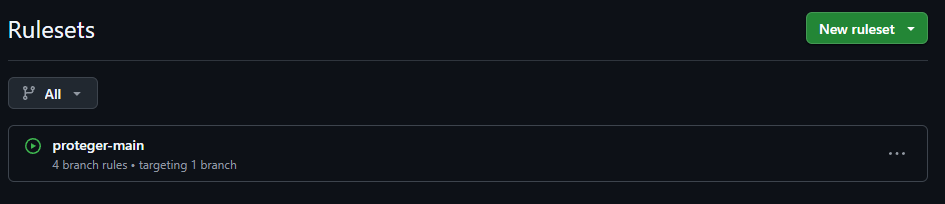 Rulesets
New ruleset
All
proteger-main
4 branch rules • targeting 1 branch